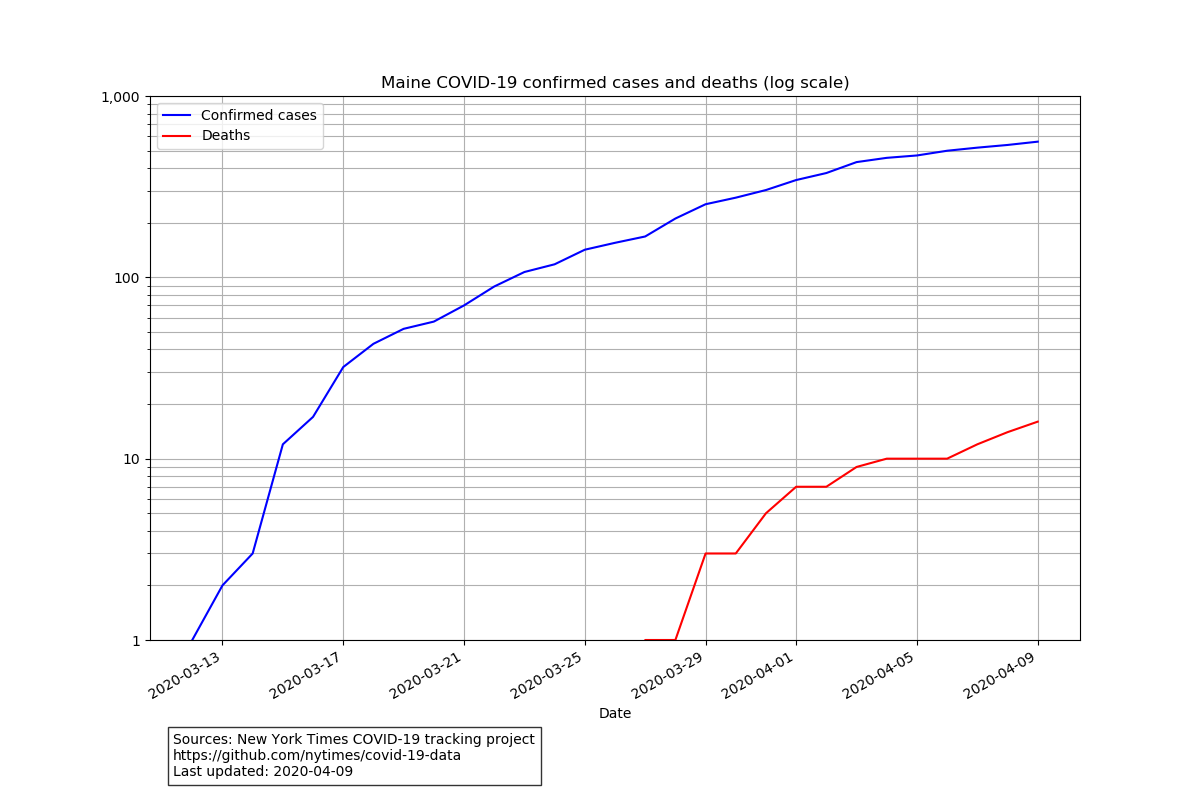 Maine COVID-19 confirmed cases and deaths (log scale)
1,000
100
10
1
Confirmed cases
Deaths
2020-03-13
2020-03-17
2020-03-21
2020-03-25
2020-03-29
2020-04-01
2020-04-05
2020-04-09
Date
Sources: New York Times COVID-19 tracking project
https://github.com/nytimes/covid-19-data
Last updated: 2020-04-09